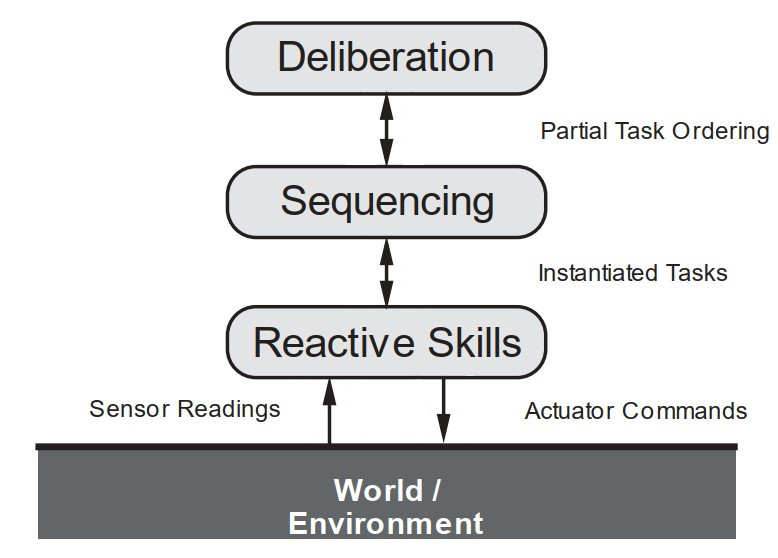 Deliberation
Partial Task Ordering
Sequencing
Instantiated Tasks
Reactive Skills
Sensor Readings
Actuator Commands
World /
Environment